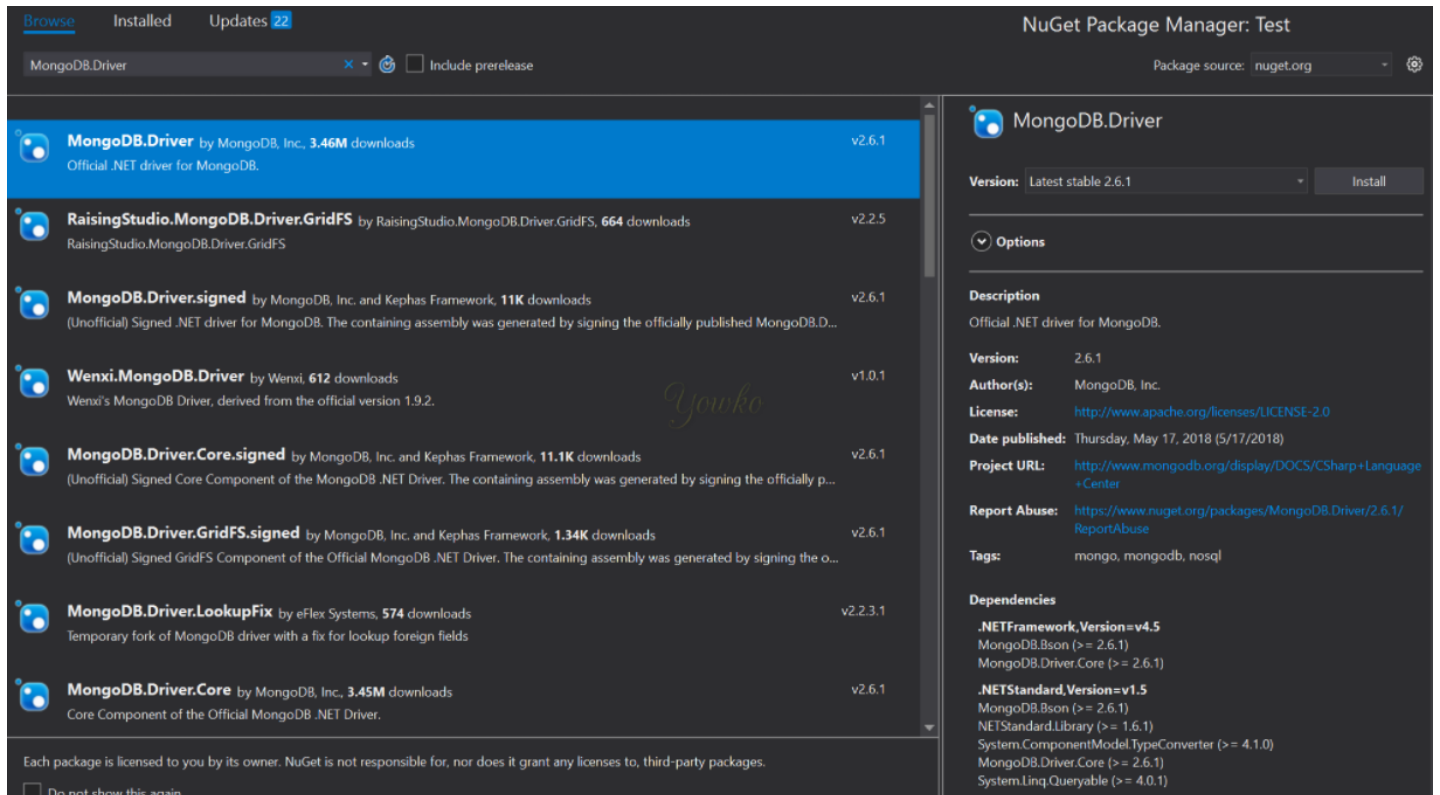 Browse Installed Updates 22
NuGet Package Manager: Test
MongoDB.Driver × Include prerelease
Package source: nuget.org
MongoDB.Driver by MongoDB, Inc., 3.46M downloads v2.6.1
Official .NET driver for MongoDB.
RaisingStudio.MongoDB.Driver.GridFS by RaisingStudio.MongoDB.Driver.GridFS, 664 downloads v2.2.5
RaisingStudio.MongoDB.Driver.GridFS
MongoDB.Driver.signed by MongoDB, Inc. and Kephas Framework, 11K downloads v2.6.1
(Unofficial) Signed .NET driver for MongoDB. The containing assembly was generated by signing the officially published MongoDB.D...
Wenxi.MongoDB.Driver by Wenxi, 612 downloads v1.0.1
Wenxi's MongoDB Driver, derived from the official version 1.9.2.
Yowko
MongoDB.Driver.Core.signed by MongoDB, Inc. and Kephas Framework, 11.1K downloads v2.6.1
(Unofficial) Signed Core Component of the MongoDB .NET Driver. The containing assembly was generated by signing the officially p...
MongoDB.Driver.GridFS.signed by MongoDB, Inc. and Kephas Framework, 1.34K downloads v2.6.1
(Unofficial) Signed GridFS Component of the Official MongoDB .NET Driver. The containing assembly was generated by signing the o...
MongoDB.Driver.LookupFix by eFlex Systems, 574 downloads v2.2.3.1
Temporary fork of MongoDB driver with a fix for lookup foreign fields
MongoDB.Driver.Core by MongoDB, Inc., 3.45M downloads v2.6.1
Core Component of the Official MongoDB .NET Driver.
Each package is licensed to you by its owner. NuGet is not responsible for, nor does it grant any licenses to, third-party packages.
Do not show this again
MongoDB.Driver
Version: Latest stable 2.6.1 Install
Options
Description
Official .NET driver for MongoDB.
Version: 2.6.1
Author(s): MongoDB, Inc.
License: http://www.apache.org/licenses/LICENSE-2.0
Date published: Thursday, May 17, 2018 (5/17/2018)
Project URL: http://www.mongodb.org/display/DOCS/CSharp+Language
+Center
Report Abuse: https://www.nuget.org/packages/MongoDB.Driver/2.6.1/
ReportAbuse
Tags: mongo, mongodb, nosql
Dependencies
.NETFramework,Version=v4.5
MongoDB.Bson (>= 2.6.1)
MongoDB.Driver.Core (>= 2.6.1)
.NETStandard,Version=v1.5
MongoDB.Bson (>= 2.6.1)
NETStandard.Library (>= 1.6.1)
System.ComponentModel.TypeConverter (>= 4.1.0)
MongoDB.Driver.Core (>= 2.6.1)
System.Linq.Queryable (>= 4.0.1)